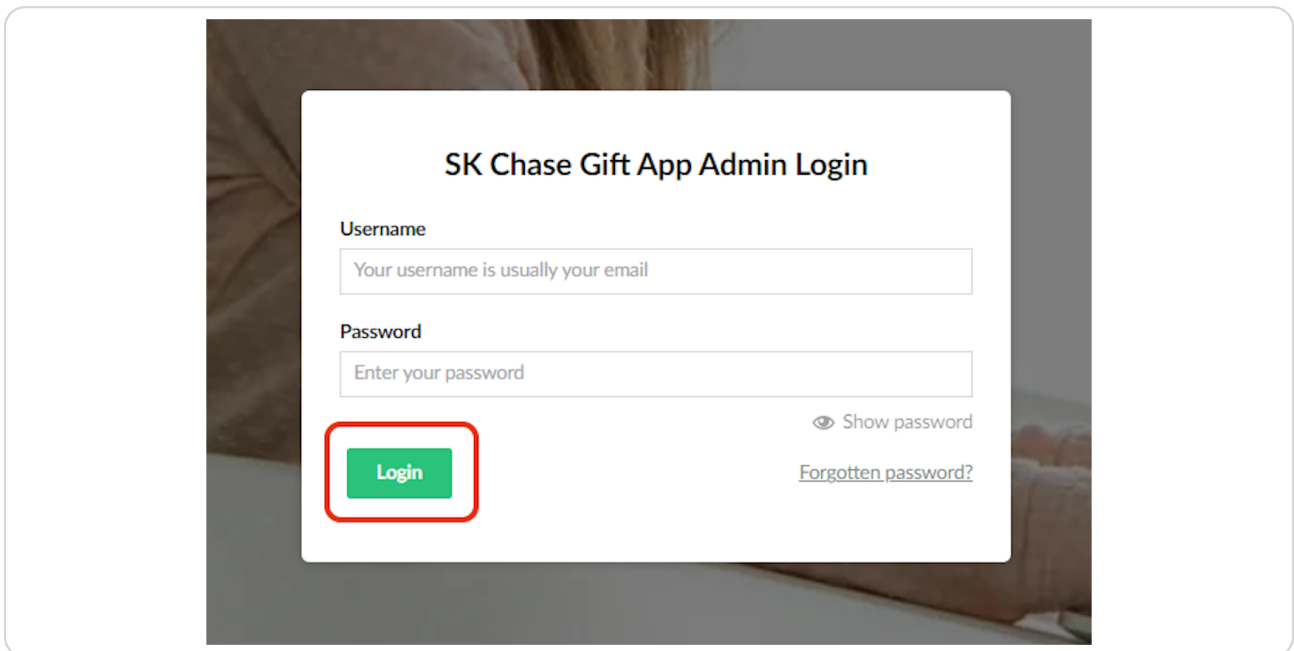 SK Chase Gift App Admin Login
Username
Your username is usually your email
Password
Enter your password
Show password
Login
Forgotten password?